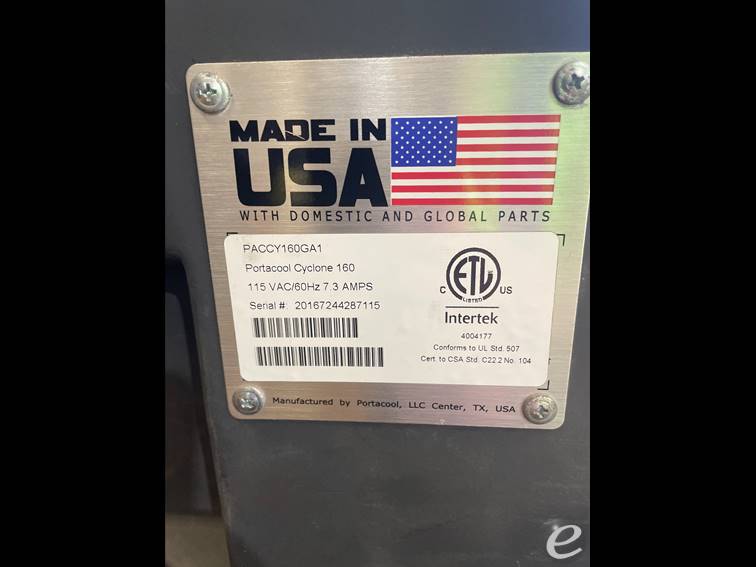 MADE IN
USA
WITH DOMESTIC AND GLOBAL PARTS
PACCY160GA1
Portacool Cyclone 160
115 VAC/60Hz 7.3 AMPS
Serial #: 20167244287115
C ETL US
LISTED
Intertek
4004177
Conforms to UL Std. 507
Cert. to CSA Std. C22.2 No. 104
Manufactured by Portacool, LLC Center, TX, USA
e